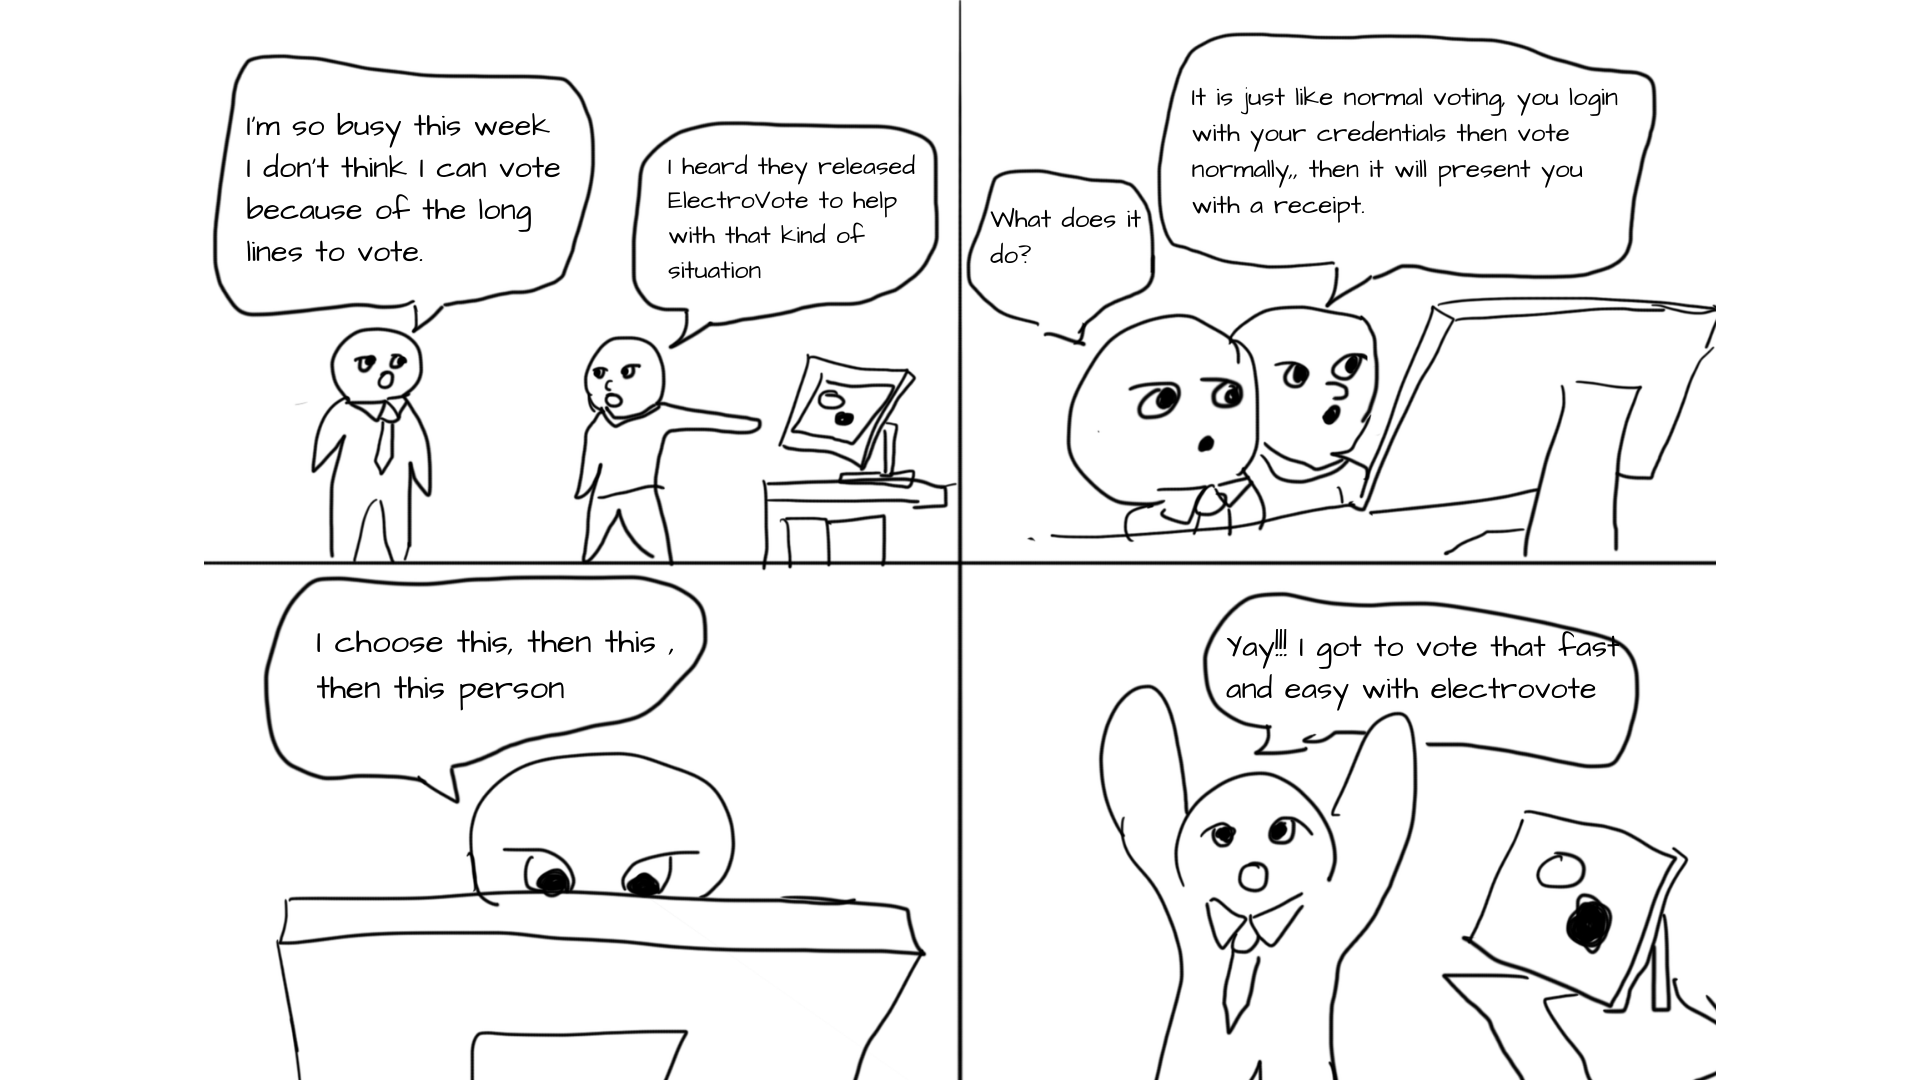 I'm so busy this week
I don't think I can vote
because of the long
lines to vote.
I heard they released
ElectroVote to help
with that kind of
situation
What does it
do?
It is just like normal voting, you login
with your credentials then vote
normally,, then it will present you
with a receipt.
I choose this, then this ,
then this person
Yay!!! I got to vote that fast
and easy with electrovote